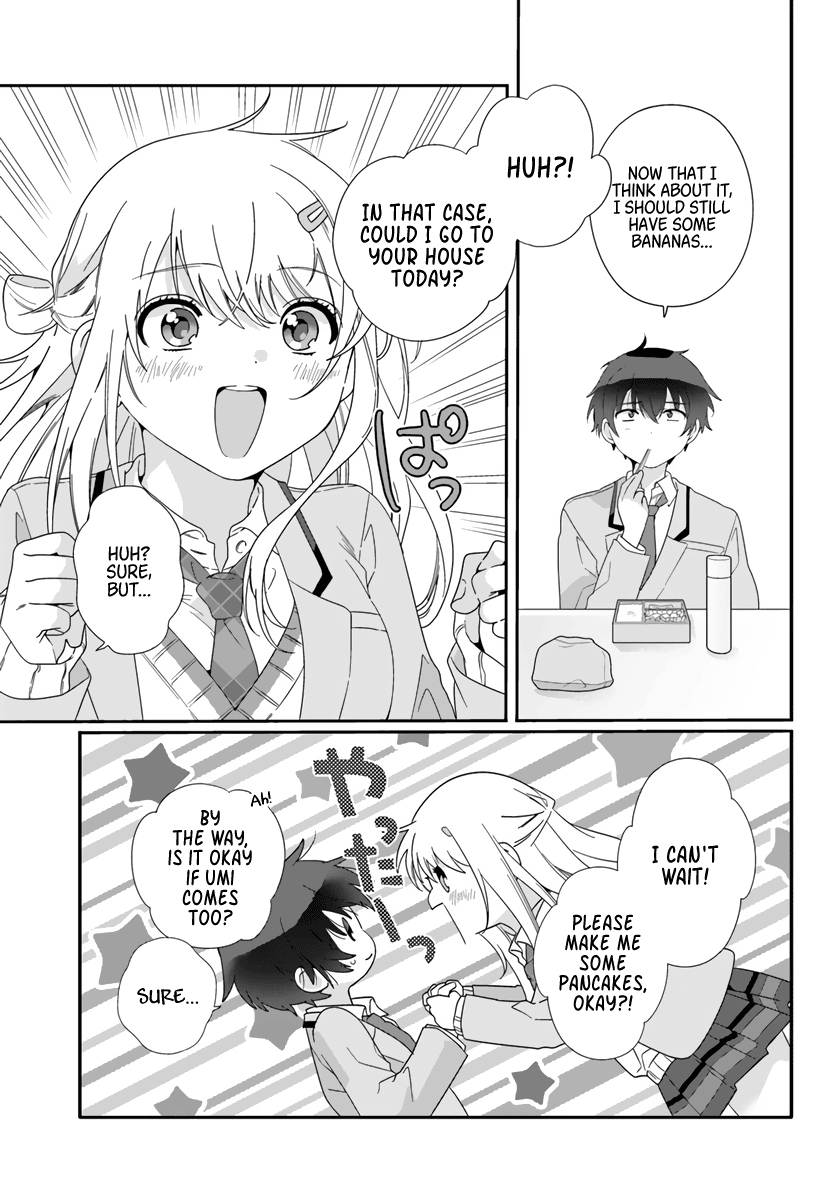 NOW THAT I
THINK ABOUT IT,
I SHOULD STILL
HAVE SOME
BANANAS...
HUH?!
IN THAT CASE,
COULD I GO TO
YOUR HOUSE
TODAY?
ぱっ
HUH?
SURE,
BUT...
I CAN'T
WAIT!
PLEASE
MAKE ME
SOME
PANCAKES,
OKAY?!
やったーっ
Ah!
BY
THE WAY,
IS IT OKAY
IF UMI
COMES
TOO?
SURE...